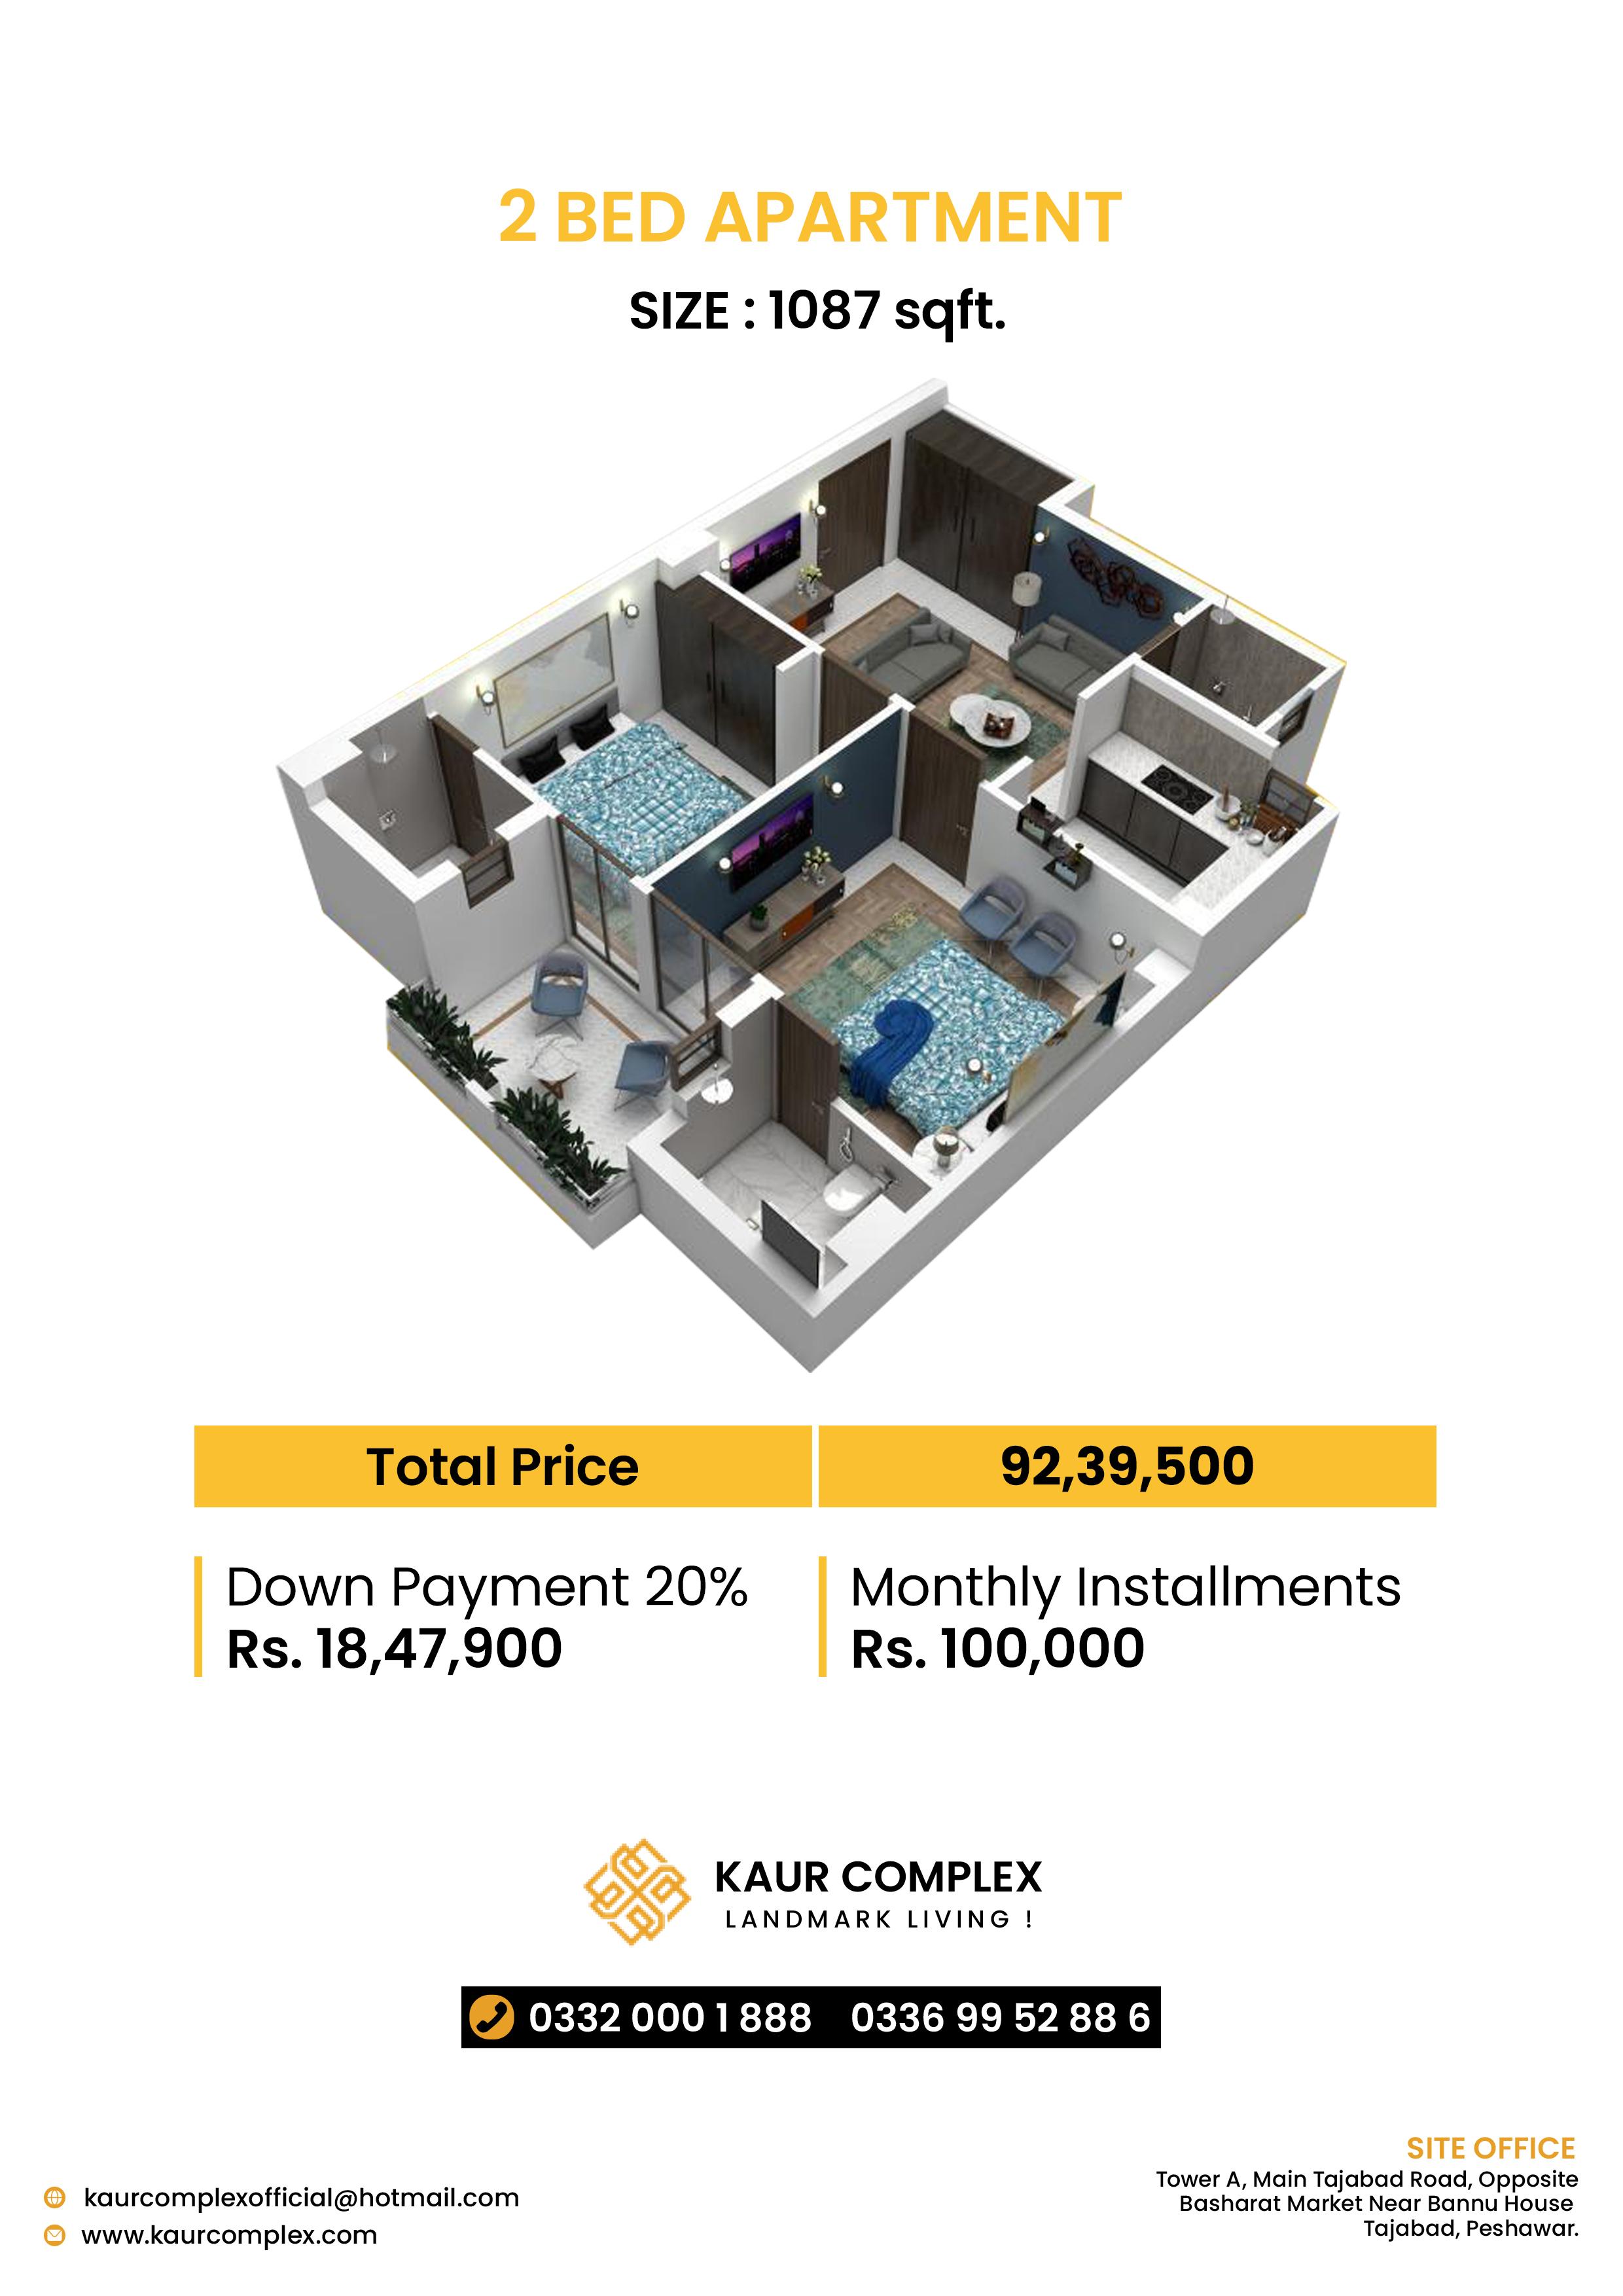 2 BED APARTMENT
SIZE : 1087 sqft.
Total Price
92,39,500
Down Payment 20%
Rs. 18,47,900
Monthly Installments
Rs. 100,000
KAUR COMPLEX
LANDMARK LIVING !
0332 000 1 888 0336 99 52 88 6
kaurcomplexofficial@hotmail.com
www.kaurcomplex.com
SITE OFFICE
Tower A, Main Tajabad Road, Opposite
Basharat Market Near Bannu House
Tajabad, Peshawar.